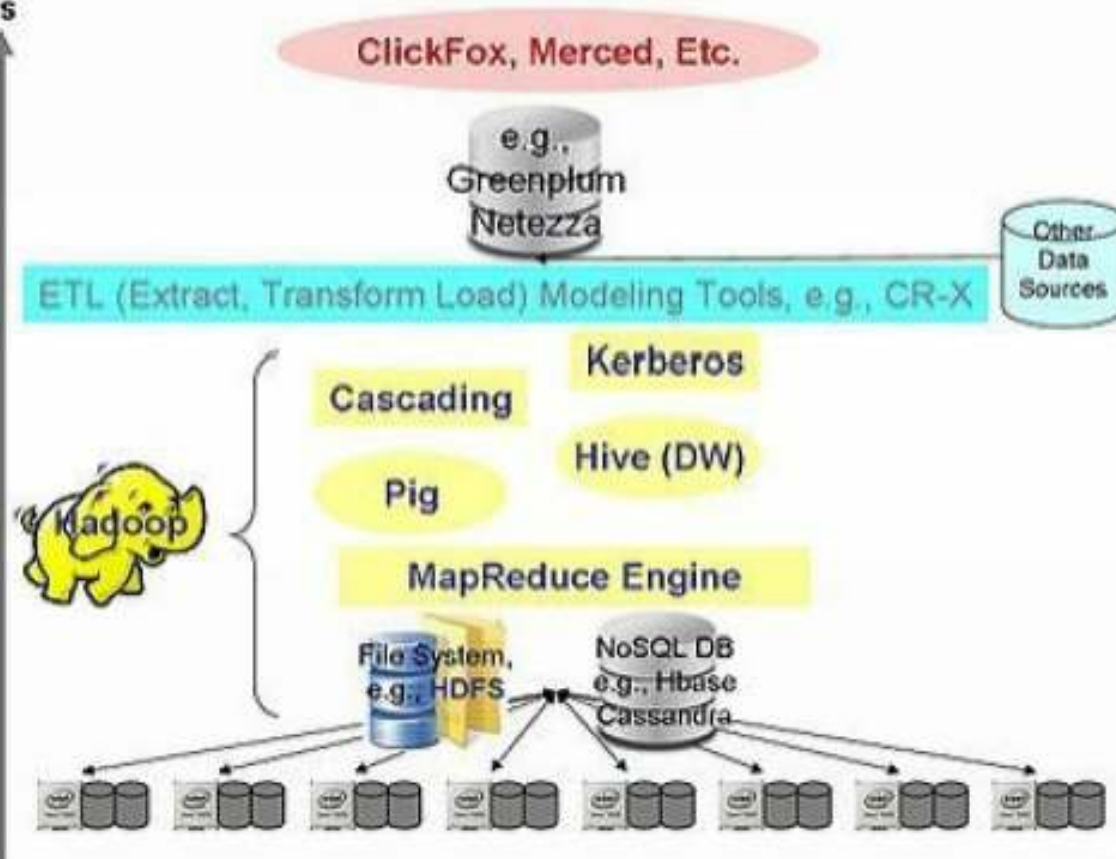 s
ClickFox, Merced, Etc.
e.g.,
Greenplum
Netezza
Other
Data
Sources
ETL (Extract, Transform Load) Modeling Tools, e.g., CR-X
Kerberos
Cascading
Hive (DW)
Pig
Hadoop
MapReduce Engine
File System,
e.g., HDFS
NoSQL DB
e.g., Hbase
Cassandra